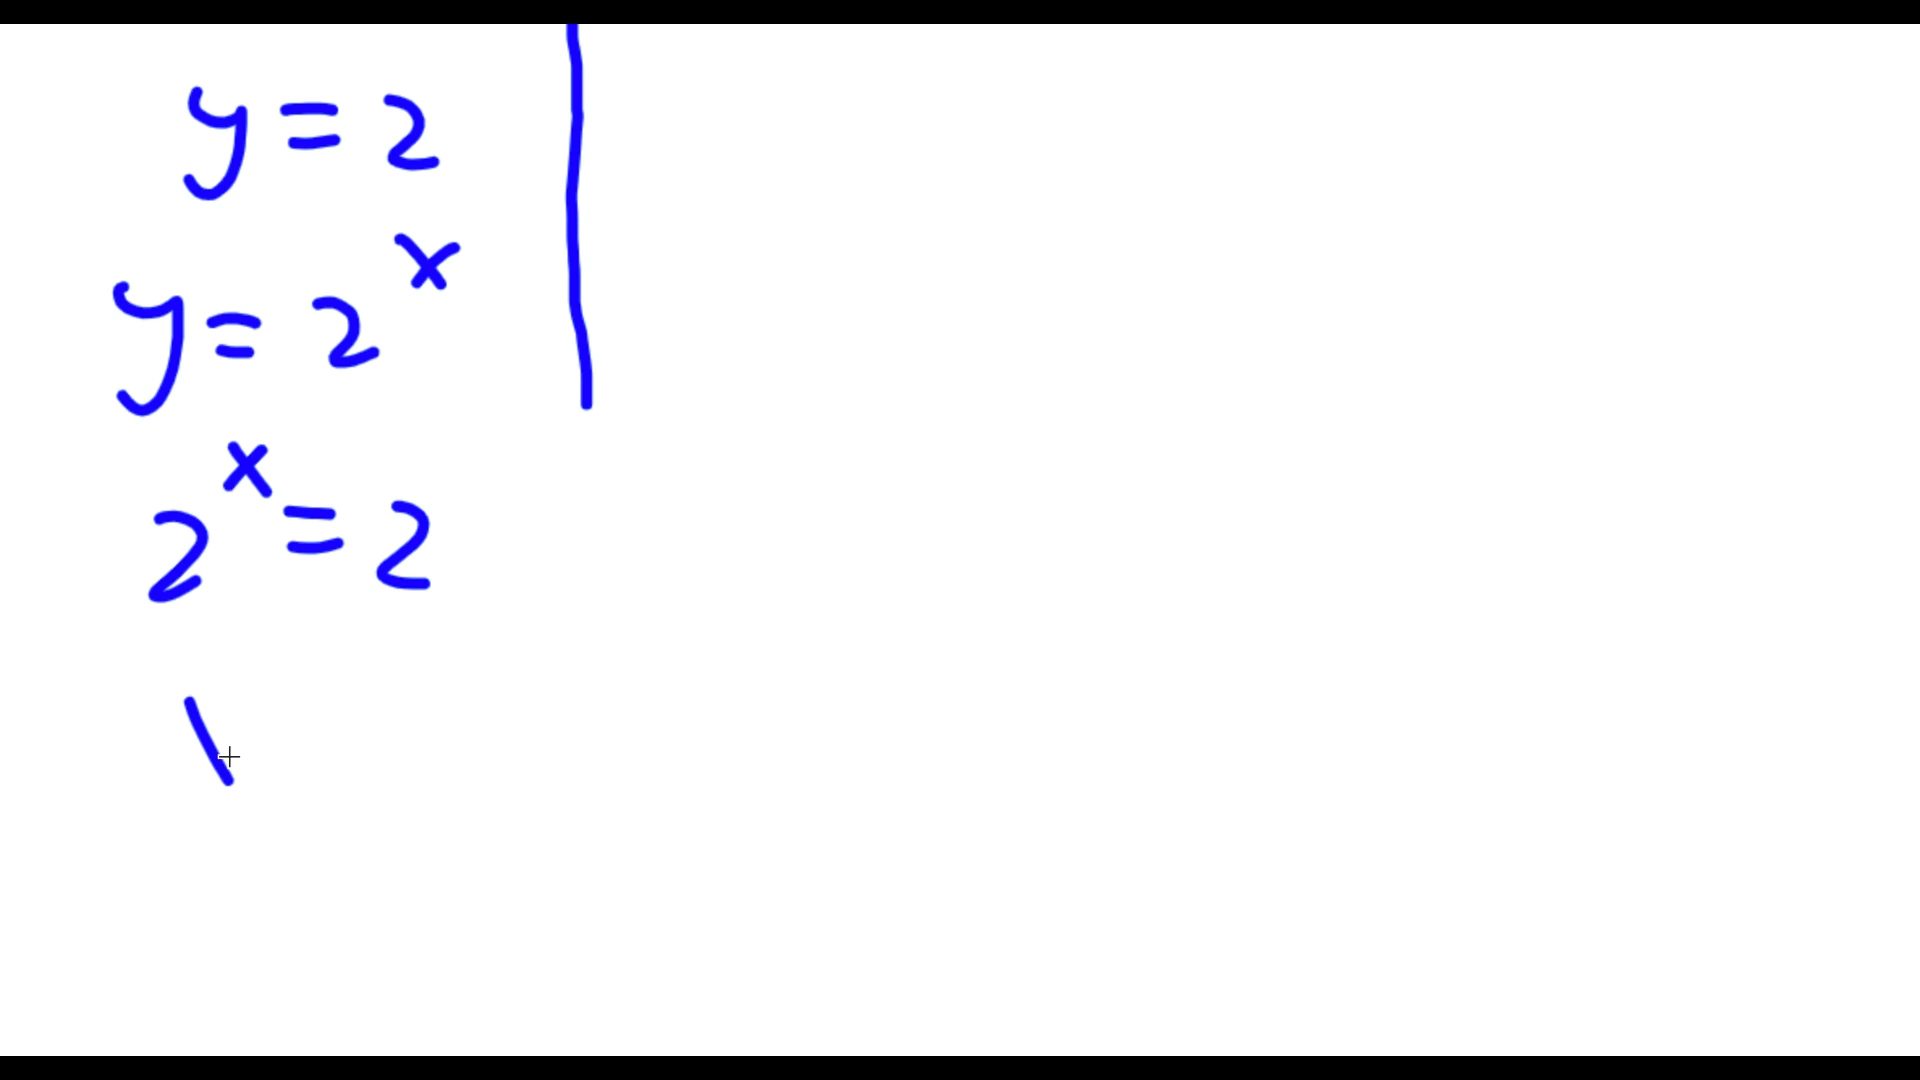 y = 2
y = 2^x
2^x = 2